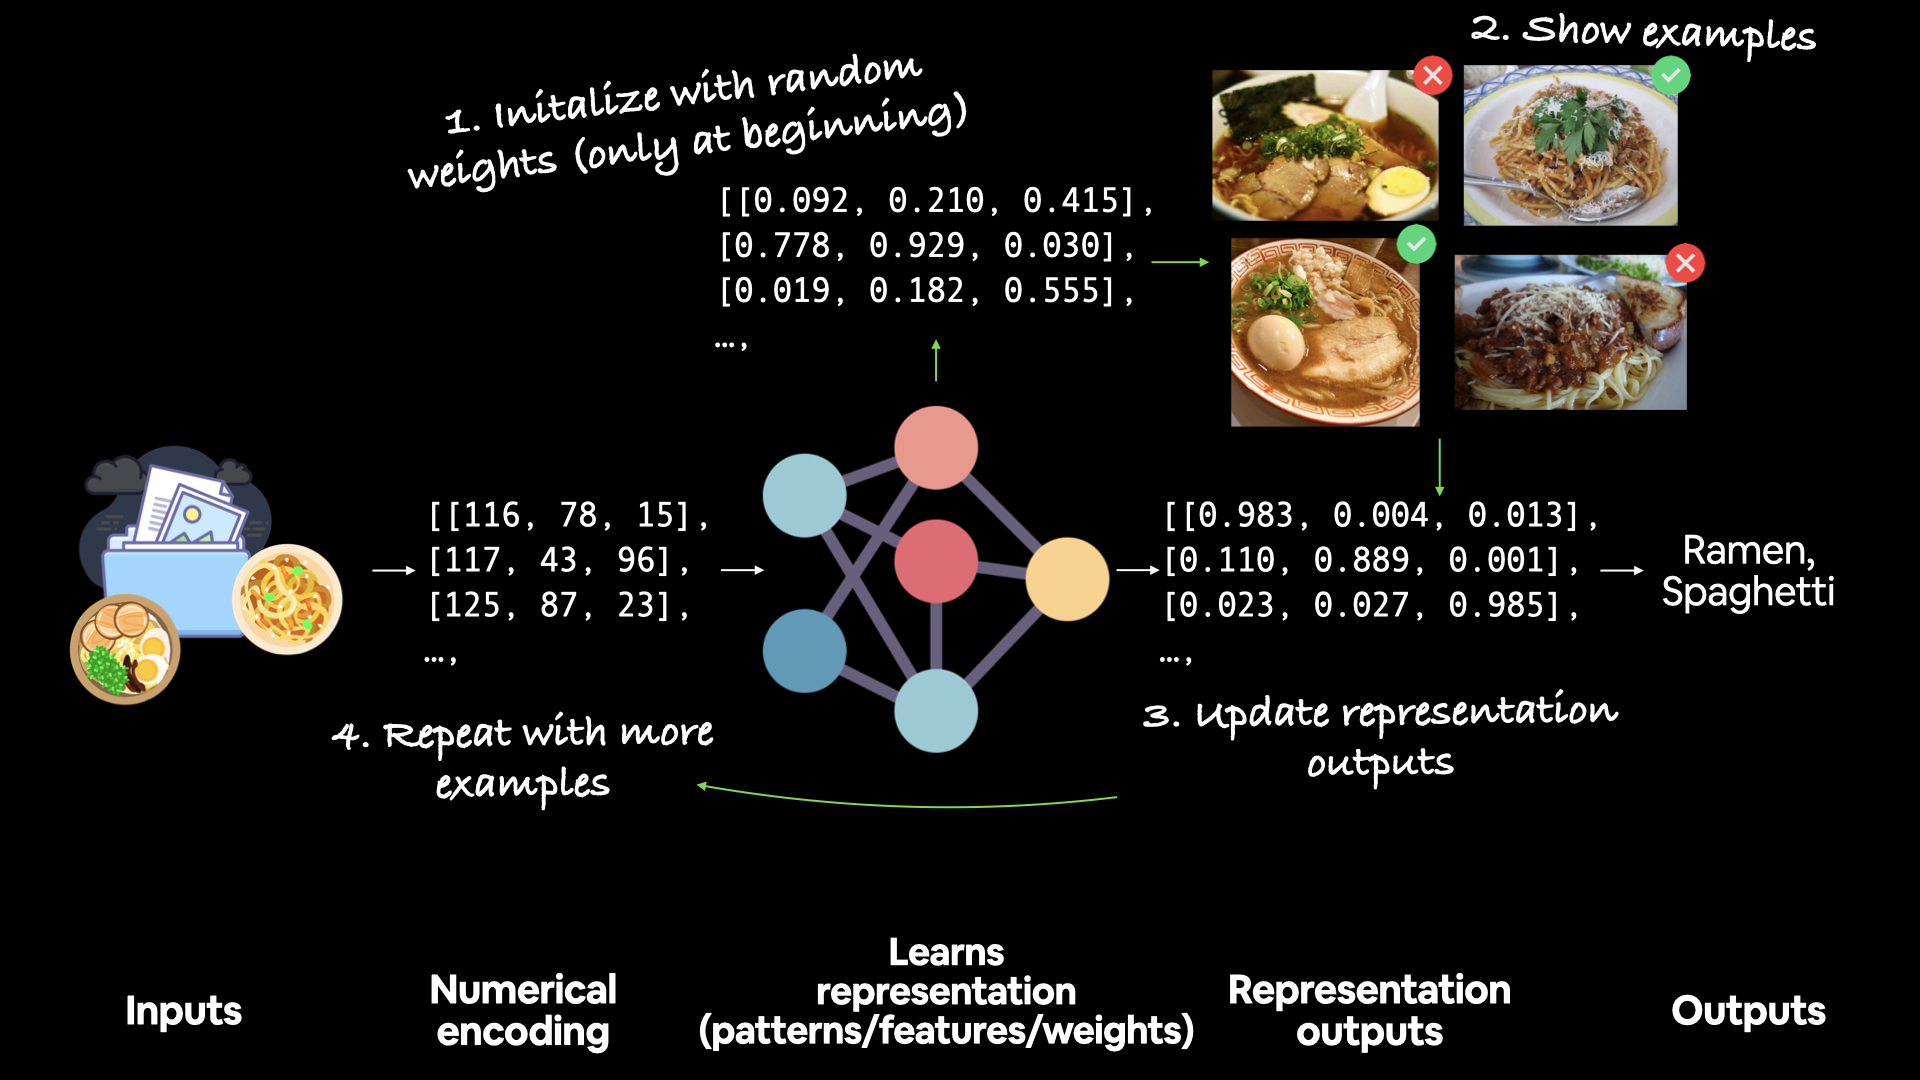 2. Show examples
1. Initalize with random
weights (only at beginning)
[[0.092, 0.210, 0.415],
[0.778, 0.929, 0.030],
[0.019, 0.182, 0.555],
…,
[[116, 78, 15],
[117, 43, 96],
[125, 87, 23],
…,
[[0.983, 0.004, 0.013],
[0.110, 0.889, 0.001],
[0.023, 0.027, 0.985],
…,
Ramen,
Spaghetti
4. Repeat with more
examples
3. Update representation
outputs
Inputs
Numerical
encoding
Learns
representation
(patterns/features/weights)
Representation
outputs
Outputs